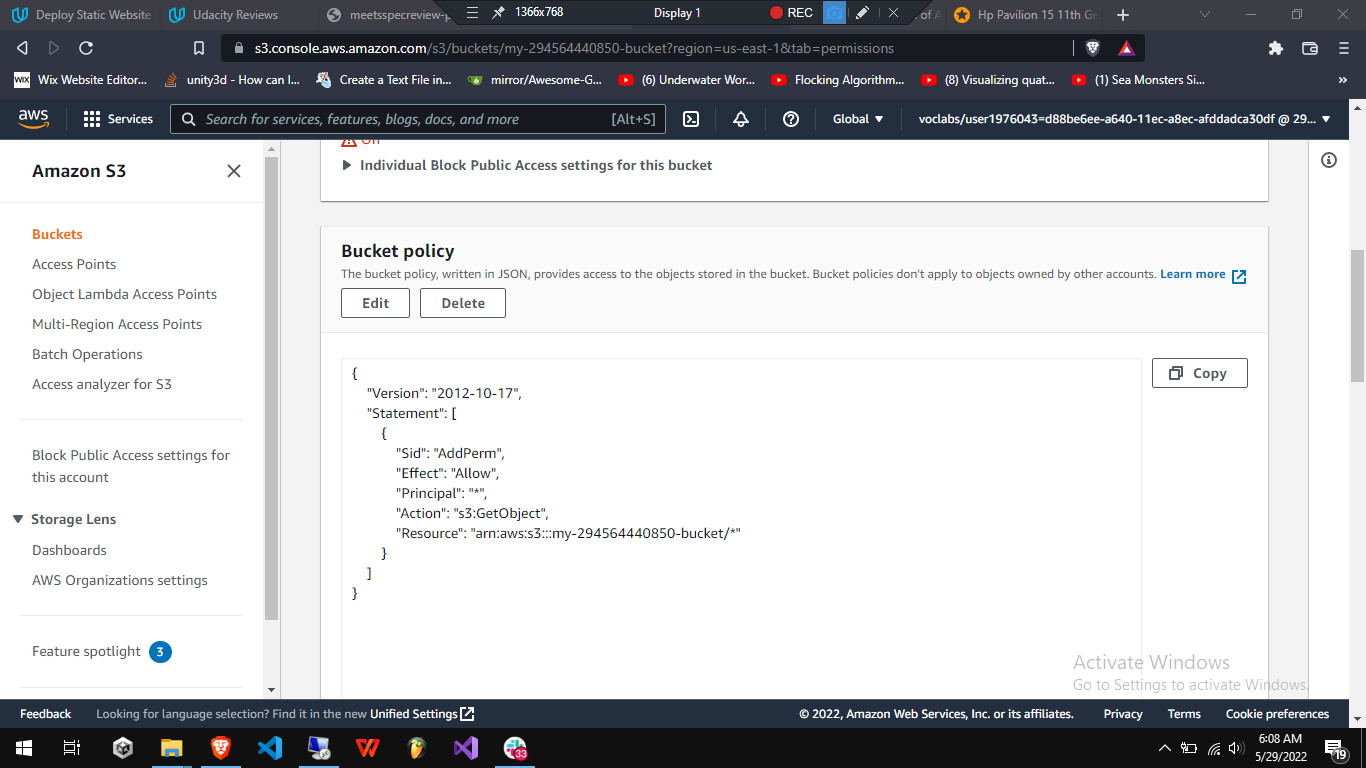 Deploy Static Website
Udacity Reviews
meetsspecreview-p
1366x768
Display 1
REC
of A
Hp Pavilion 15 11th Ge
s3.console.aws.amazon.com/s3/buckets/my-294564440850-bucket?region=us-east-1&tab=permissions
WIX Wix Website Editor...
unity3d - How can I...
Create a Text File in...
mirror/Awesome-G...
(6) Underwater Wor...
Flocking Algorithm...
(8) Visualizing quat...
(1) Sea Monsters Si...
»
aws
Services
Search for services, features, blogs, docs, and more [Alt+S]
Global
voclabs/user1976043=d88be6ee-a640-11ec-a8ec-afddadca30df @ 29...
Amazon S3
Buckets
Access Points
Object Lambda Access Points
Multi-Region Access Points
Batch Operations
Access analyzer for S3
Block Public Access settings for
this account
Storage Lens
Dashboards
AWS Organizations settings
Feature spotlight 3
Off
Individual Block Public Access settings for this bucket
Bucket policy
The bucket policy, written in JSON, provides access to the objects stored in the bucket. Bucket policies don't apply to objects owned by other accounts. Learn more
Edit
Delete
Copy
{
"Version": "2012-10-17",
"Statement": [
{
"Sid": "AddPerm",
"Effect": "Allow",
"Principal": "*",
"Action": "s3:GetObject",
"Resource": "arn:aws:s3:::my-294564440850-bucket/*"
}
]
}
Activate Windows
Go to Settings to activate Windows.
Feedback
Looking for language selection? Find it in the new Unified Settings
© 2022, Amazon Web Services, Inc. or its affiliates.
Privacy
Terms
Cookie preferences
33
6:08 AM
5/29/2022
19